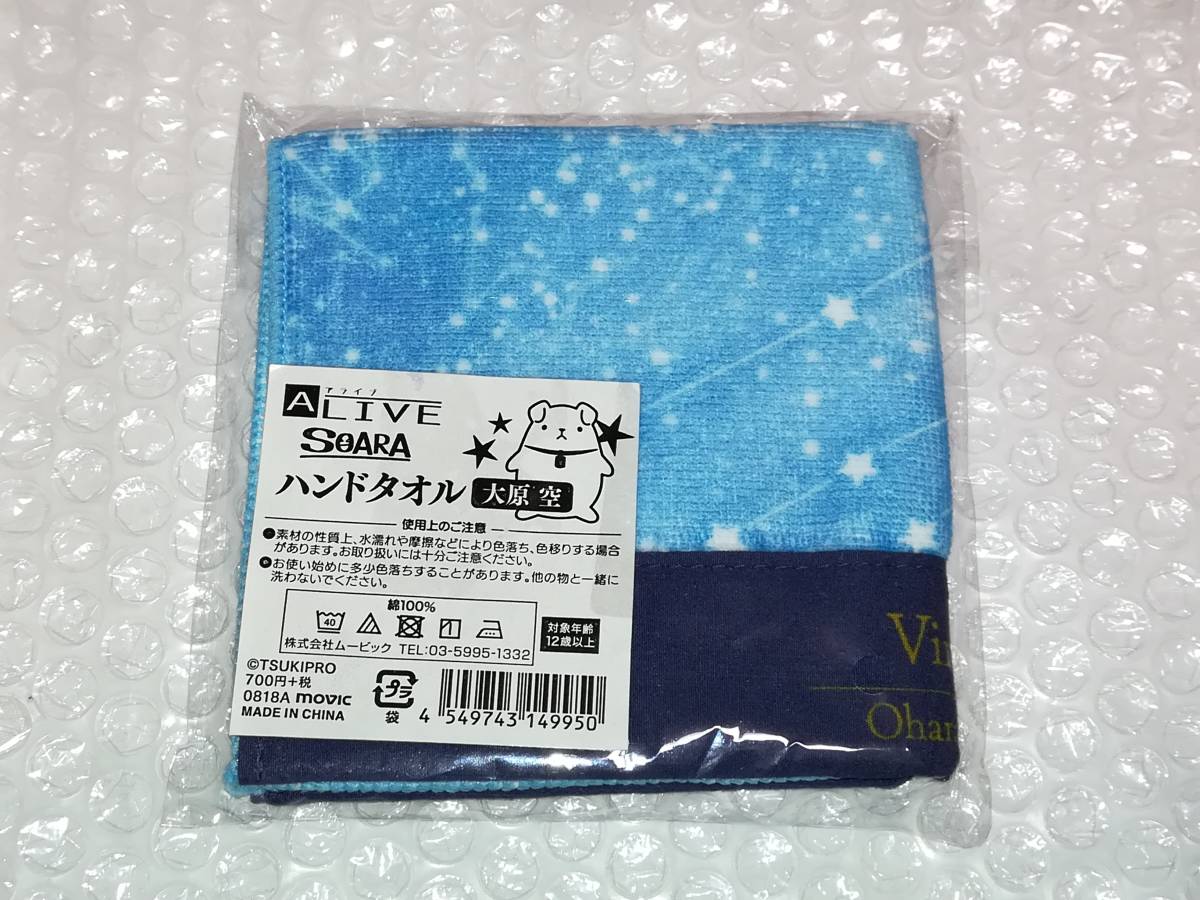 アライブ
ALIVE
SOARA
ハンドタオル 大原 空
使用上のご注意
●素材の性質上、水濡れや摩擦などにより色落ち、色移りする場合
があります。お取り扱いには十分ご注意ください。
●お使い始めに多少色落ちすることがあります。他の物と一緒に
洗わないでください。
綿100%
40
株式会社ムービック TEL:03-5995-1332
対象年齢
12歳以上
©TSUKIPRO
700円+税
0818A movic
MADE IN CHINA
プラ
袋
4 549743 149950
Vi
Ohar